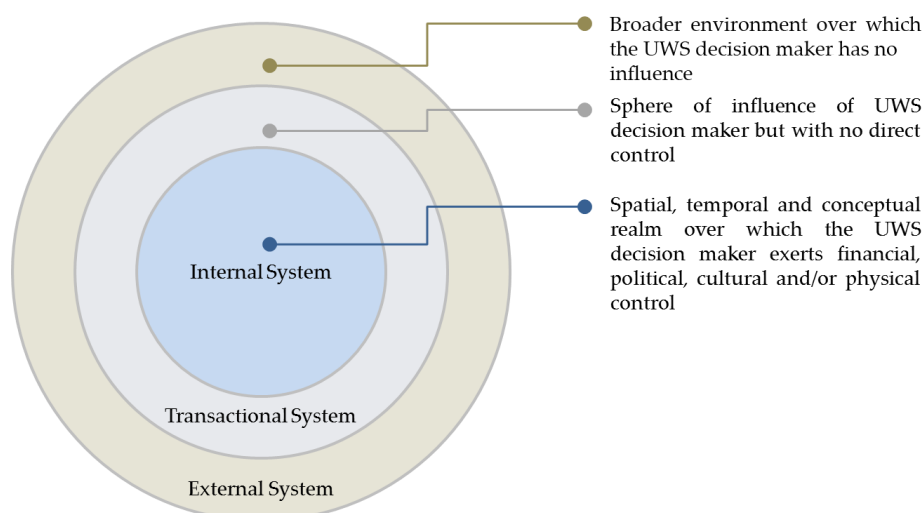 Broader environment over which
the UWS decision maker has no
influence
Sphere of influence of UWS
decision maker but with no direct
control
Spatial, temporal and conceptual
realm over which the UWS
decision maker exerts financial,
political, cultural and/or physical
control
Internal System
Transactional System
External System